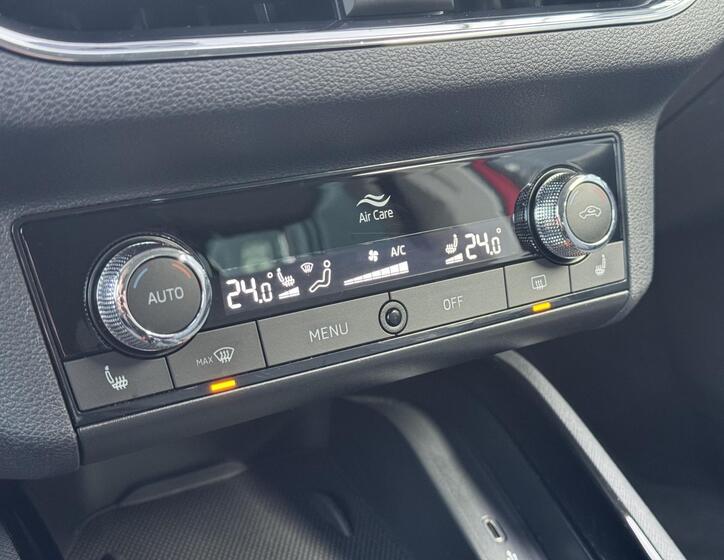 Air Care
AUTO
24.0
A/C
24.0
MAX
MENU
OFF